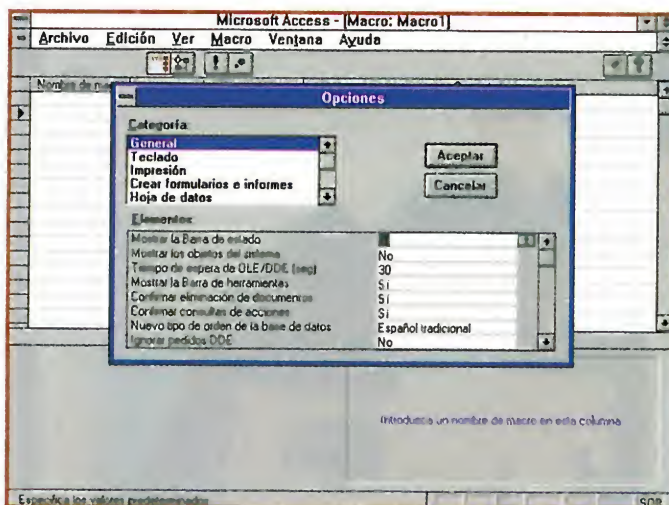 Microsoft Access - [Macro: Macro1]
Archivo Edición Ver Macro Ventana Ayuda
Nombre de
Opciones
Categoría:
General
Teclado
Impresión
Crear formularios e informes
Hoja de datos
Aceptar
Cancelar
Elementos:
Mostrar la Barra de estado
Mostrar los objetos del sistema No
Tiempo de espera de OLE/DDE (seg) 30
Mostrar la Barra de herramientas Sí
Confirmar eliminación de documentos Sí
Confirmar consultas de acciones Sí
Nuevo tipo de orden de la base de datos Español tradicional
Ignorar pedidos DDE No
Introduzca un nombre de macro en esta columna.
Especifica los valores predeterminados SOB